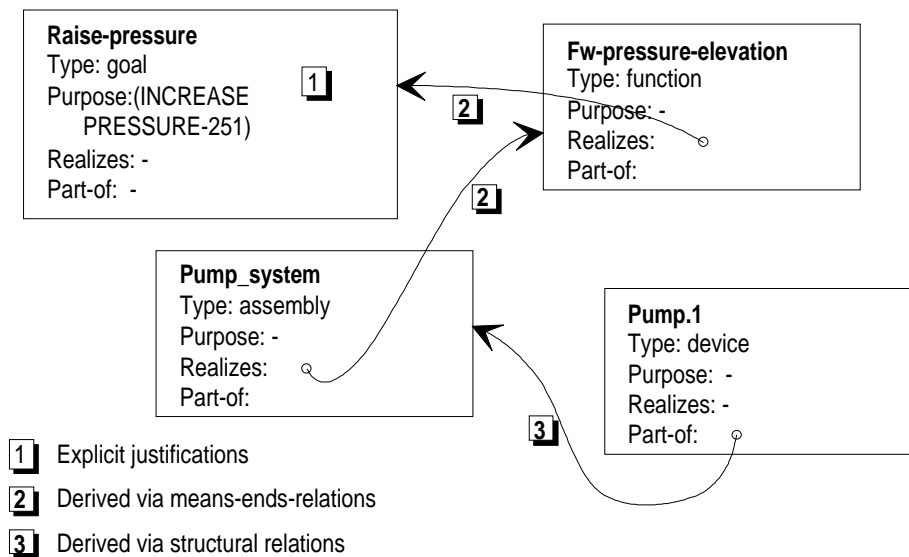 Raise-pressure
Type: goal
Purpose:(INCREASE
PRESSURE-251)
Realizes: -
Part-of: -
1
Fw-pressure-elevation
Type: function
Purpose: -
Realizes:
Part-of:
2
2
Pump_system
Type: assembly
Purpose: -
Realizes:
Part-of:
Pump.1
Type: device
Purpose: -
Realizes: -
Part-of:
3
1 Explicit justifications
2 Derived via means-ends-relations
3 Derived via structural relations